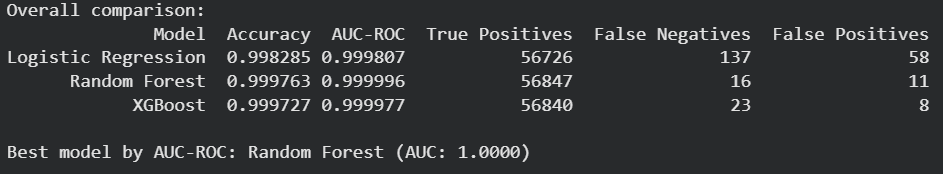 Overall comparison:
Model Accuracy AUC-ROC True Positives False Negatives False Positives
Logistic Regression 0.998285 0.999807 56726 137 58
Random Forest 0.999763 0.999996 56847 16 11
XGBoost 0.999727 0.999977 56840 23 8
Best model by AUC-ROC: Random Forest (AUC: 1.0000)